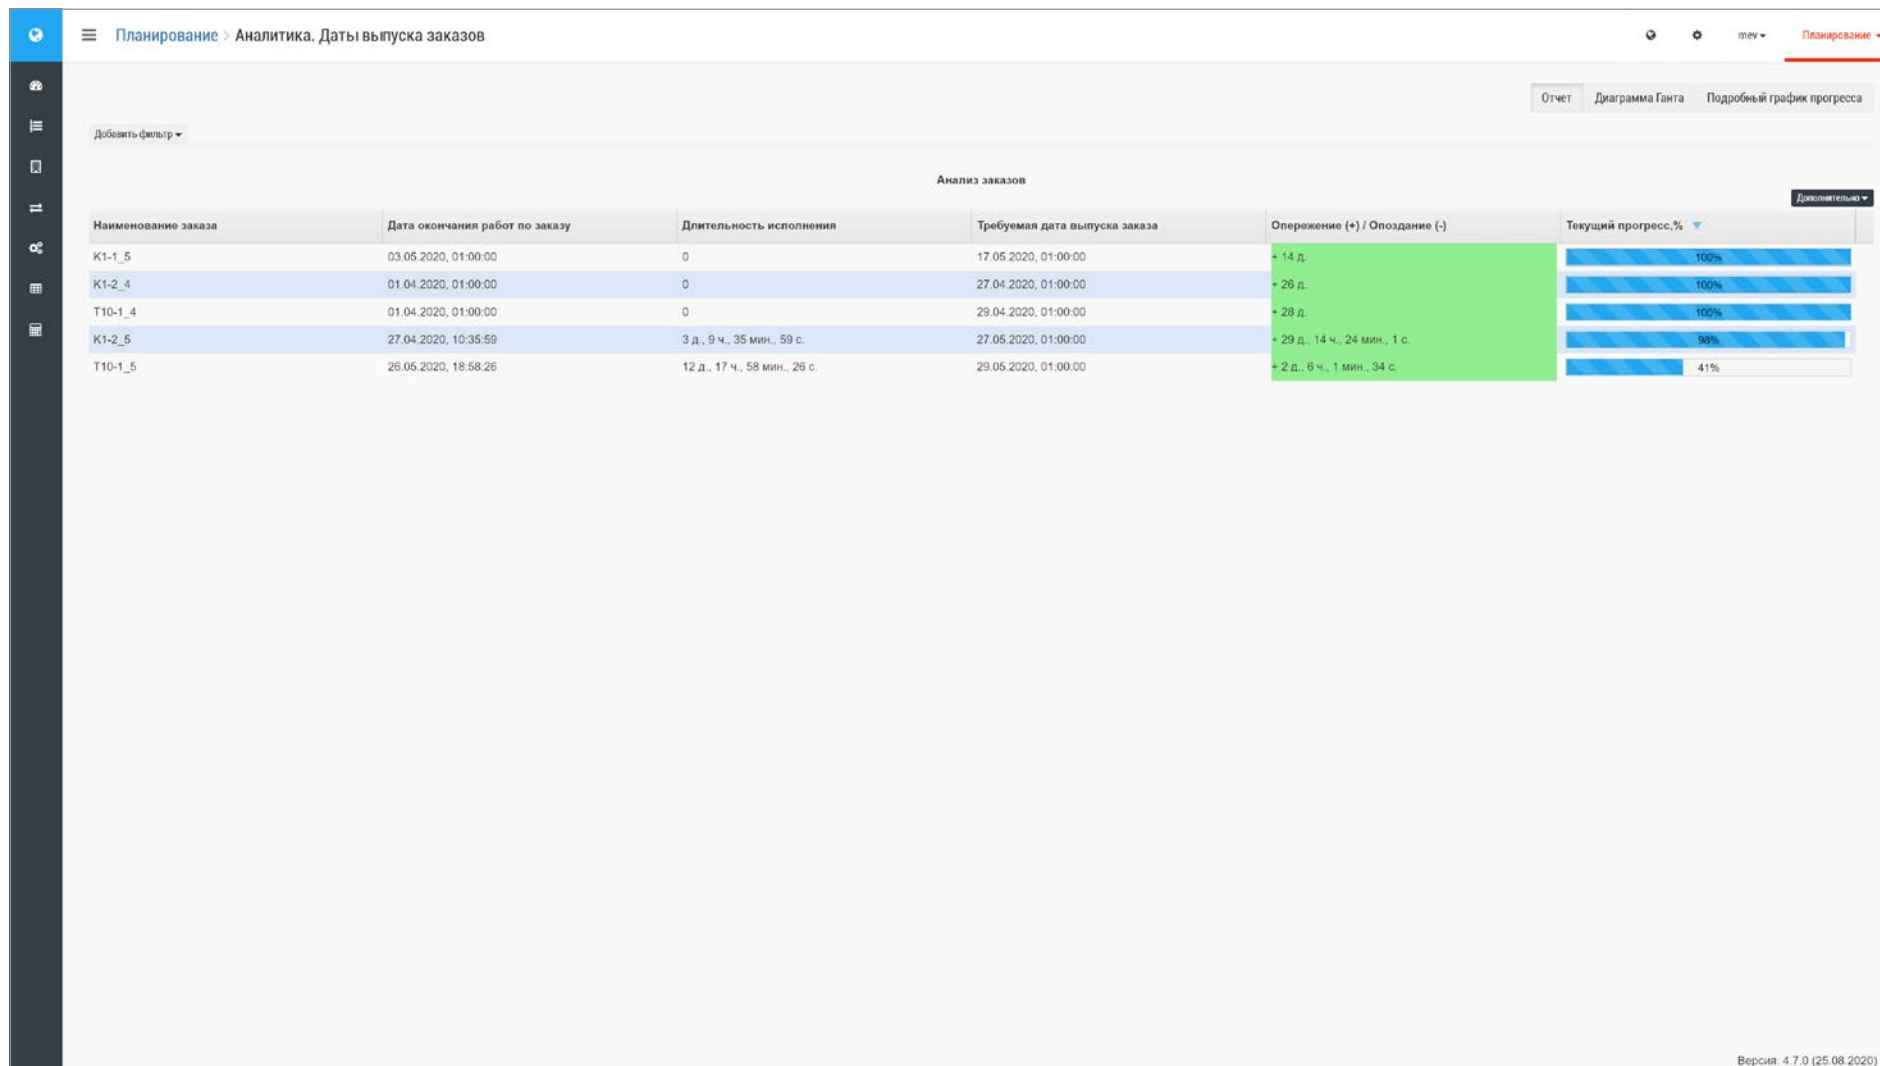 Планирование > Аналитика. Даты выпуска заказов
mev
Планирование
Отчет Диаграмма Ганта Подробный график прогресса
Добавить фильтр
Анализ заказов
Дополнительно
Наименование заказа Дата окончания работ по заказу Длительность исполнения Требуемая дата выпуска заказа Опережение (+) / Опоздание (-) Текущий прогресс,%
К1-1_5 03.05.2020, 01:00:00 0 17.05.2020, 01:00:00 + 14 д. 100%
К1-2_4 01.04.2020, 01:00:00 0 27.04.2020, 01:00:00 + 26 д. 100%
Т10-1_4 01.04.2020, 01:00:00 0 29.04.2020, 01:00:00 + 28 д. 100%
К1-2_5 27.04.2020, 10:35:59 3 д., 9 ч., 35 мин., 59 с. 27.05.2020, 01:00:00 + 29 д., 14 ч., 24 мин., 1 с. 98%
Т10-1_5 26.05.2020, 18:58:26 12 д., 17 ч., 58 мин., 26 с. 29.05.2020, 01:00:00 + 2 д., 6 ч., 1 мин., 34 с. 41%
Версия: 4.7.0 (25.08.2020)